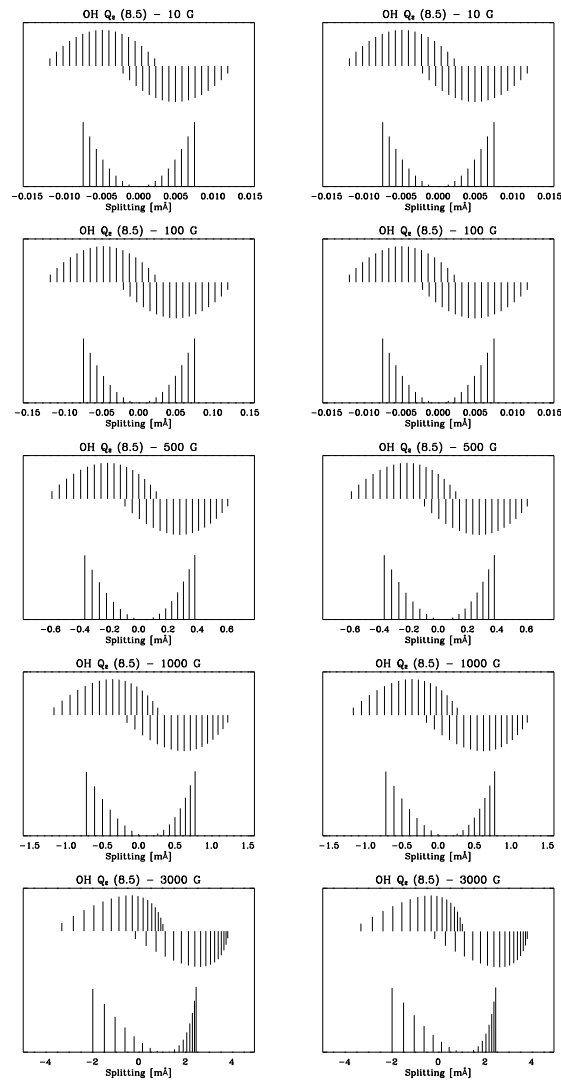 OH Q₂ (8.5) – 10 G
-0.015 -0.010 -0.005 0.000 0.005 0.010 0.015
Splitting [mÅ]
OH Q₂ (8.5) – 10 G
-0.015 -0.010 -0.005 0.000 0.005 0.010 0.015
Splitting [mÅ]
OH Q₂ (8.5) – 100 G
-0.15 -0.10 -0.05 0.00 0.05 0.10 0.15
Splitting [mÅ]
OH Q₂ (8.5) – 100 G
-0.015 -0.010 -0.005 0.000 0.005 0.010 0.015
Splitting [mÅ]
OH Q₂ (8.5) – 500 G
-0.6 -0.4 -0.2 0.0 0.2 0.4 0.6
Splitting [mÅ]
OH Q₂ (8.5) – 500 G
-0.6 -0.4 -0.2 0.0 0.2 0.4 0.6
Splitting [mÅ]
OH Q₂ (8.5) – 1000 G
-1.5 -1.0 -0.5 0.0 0.5 1.0 1.5
Splitting [mÅ]
OH Q₂ (8.5) – 1000 G
-1.5 -1.0 -0.5 0.0 0.5 1.0 1.5
Splitting [mÅ]
OH Q₂ (8.5) – 3000 G
-4 -2 0 2 4
Splitting [mÅ]
OH Q₂ (8.5) – 3000 G
-4 -2 0 2 4
Splitting [mÅ]